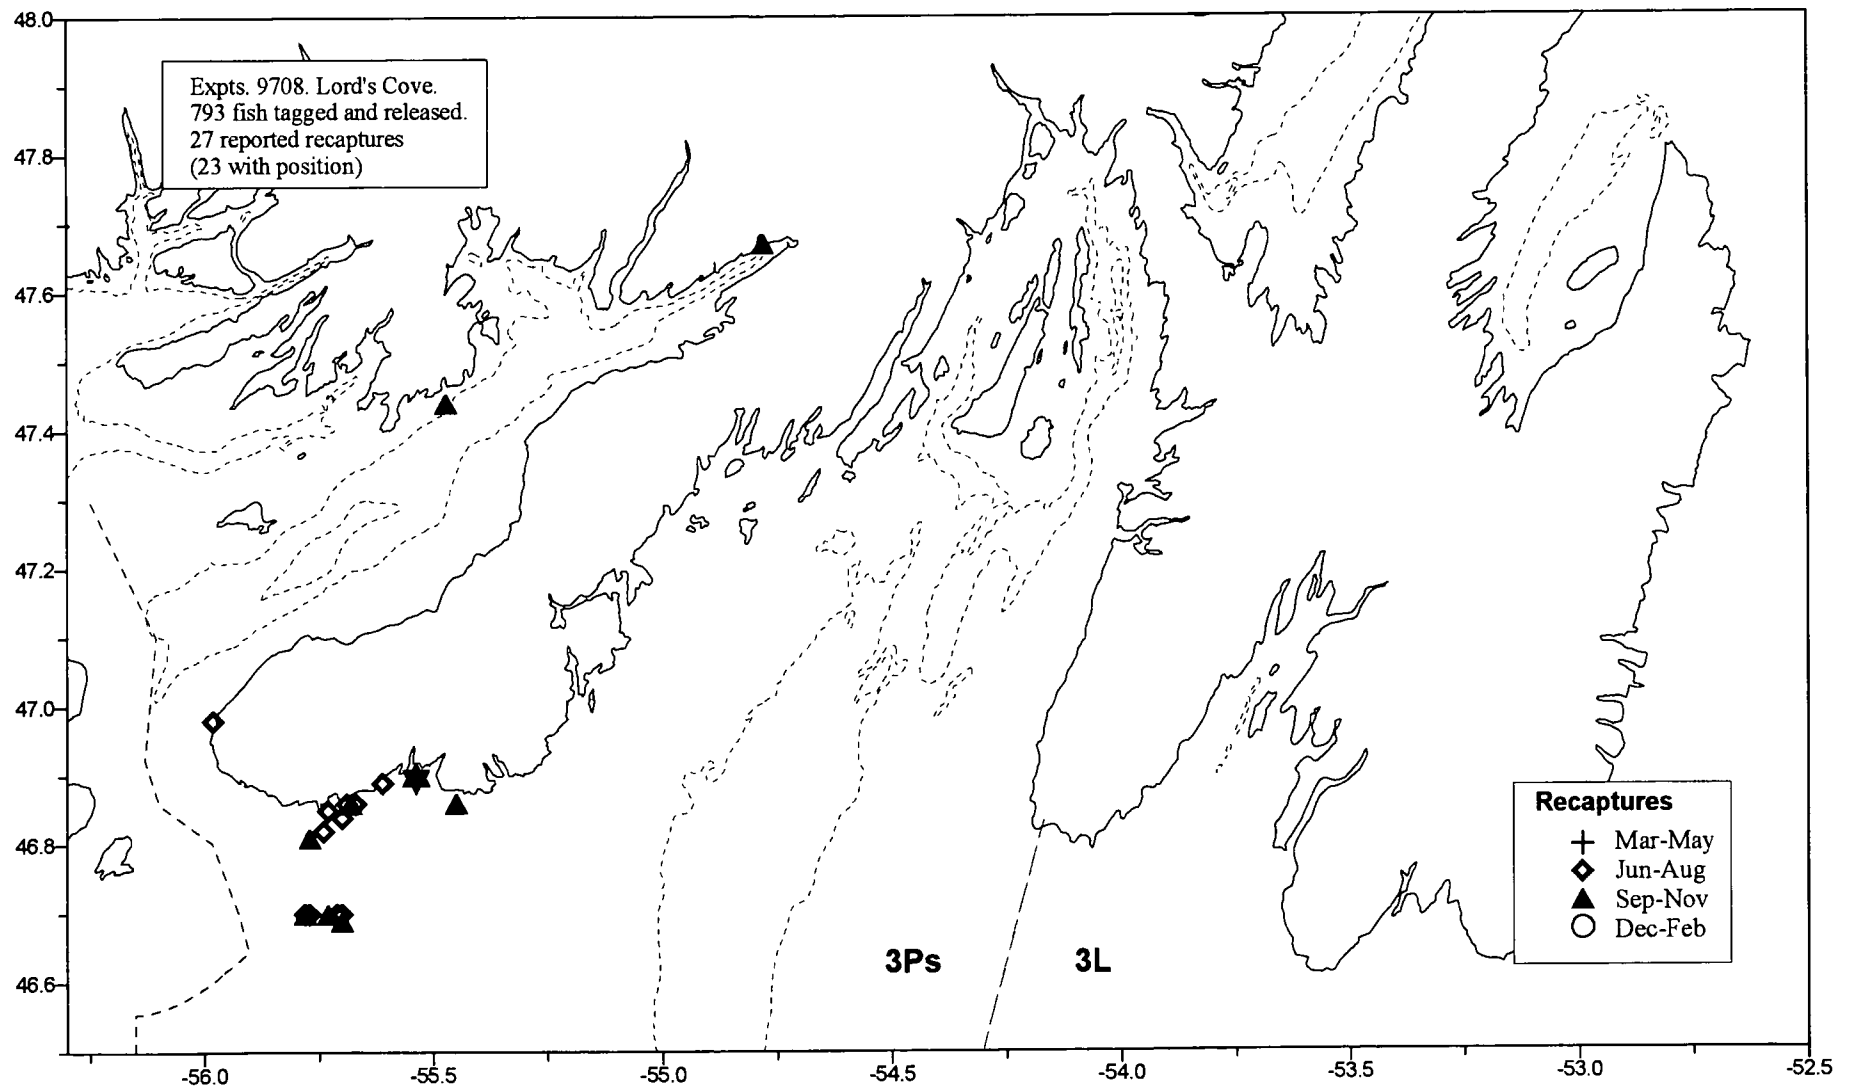 48.0
47.8
47.6
47.4
47.2
47.0
46.8
46.6
Expts. 9708. Lord's Cove.
793 fish tagged and released.
27 reported recaptures
(23 with position)
3Ps
3L
Recaptures
Mar-May
Jun-Aug
Sep-Nov
Dec-Feb
-56.0
-55.5
-55.0
-54.5
-54.0
-53.5
-53.0
-52.5